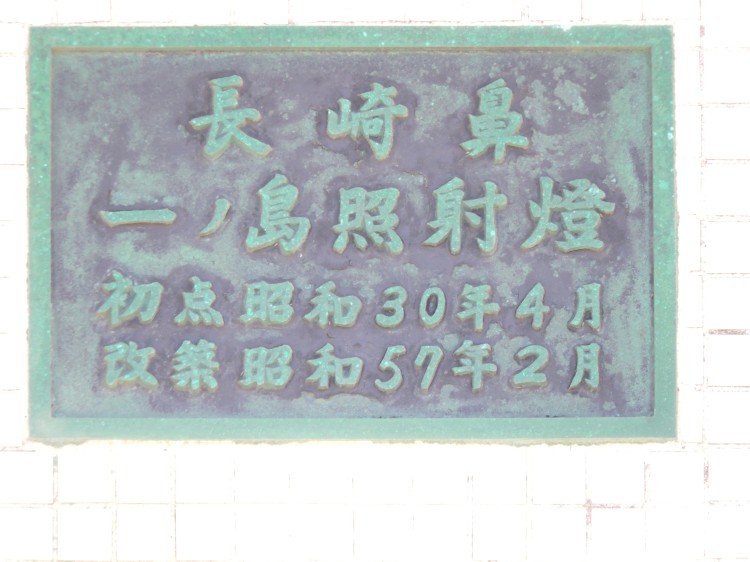 長崎鼻
一ノ島照射燈
初点昭和30年4月
改築昭和57年2月